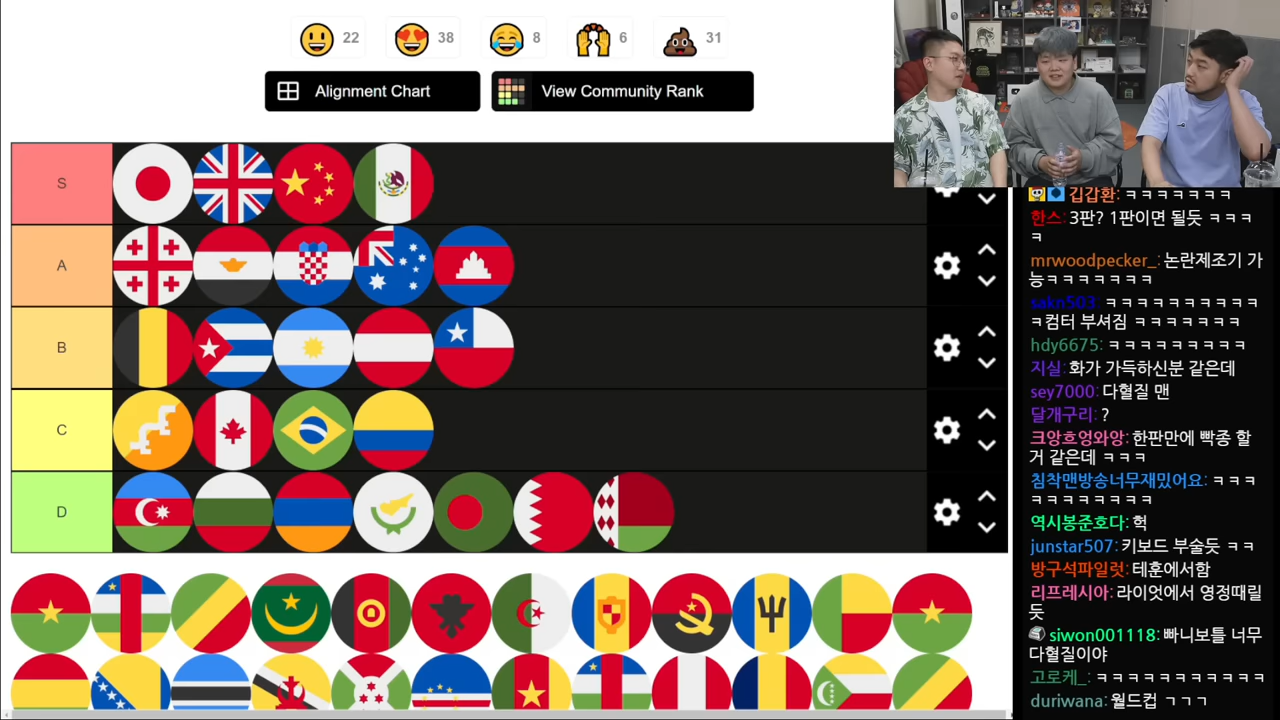 22
38
8
6
31
Alignment Chart
View Community Rank
S
A
B
C
D
김갑환: ㅋㅋㅋㅋㅋㅋㅋ
한스: 3판? 1판이면 될듯 ㅋㅋㅋ
ㅋ
mrwoodpecker_: 논란제조기 가
능ㅋㅋㅋㅋㅋㅋㅋ
sakn503: ㅋㅋㅋㅋㅋㅋㅋㅋㅋㅋㅋ
ㅋ컴터 부셔짐 ㅋㅋㅋㅋㅋㅋㅋ
hdy6675: ㅋㅋㅋㅋㅋㅋㅋㅋㅋ
지실: 화가 가득하신분 같은데
sey7000: 다혈질 맨
달개구리: ?
크앙흐엉와앙: 한판만에 빡종 할
거 같은데 ㅋㅋㅋ
침착맨방송너무재밌어요: ㅋㅋㅋ
ㅋㅋㅋㅋㅋㅋㅋㅋㅋ
역시봉준호다: 헉
junstar507: 키보드 부술듯 ㅋㅋ
방구석파일럿: 테훈에서함
리프레시아: 라이엇에서 영정때릴
듯
siwon001118: 빠니보틀 너무
다혈질이야
고로케_: ㅋㅋㅋㅋㅋㅋㅋㅋㅋㅋㅋ
duriwana: 월드컵 ㄱㄱㄱ